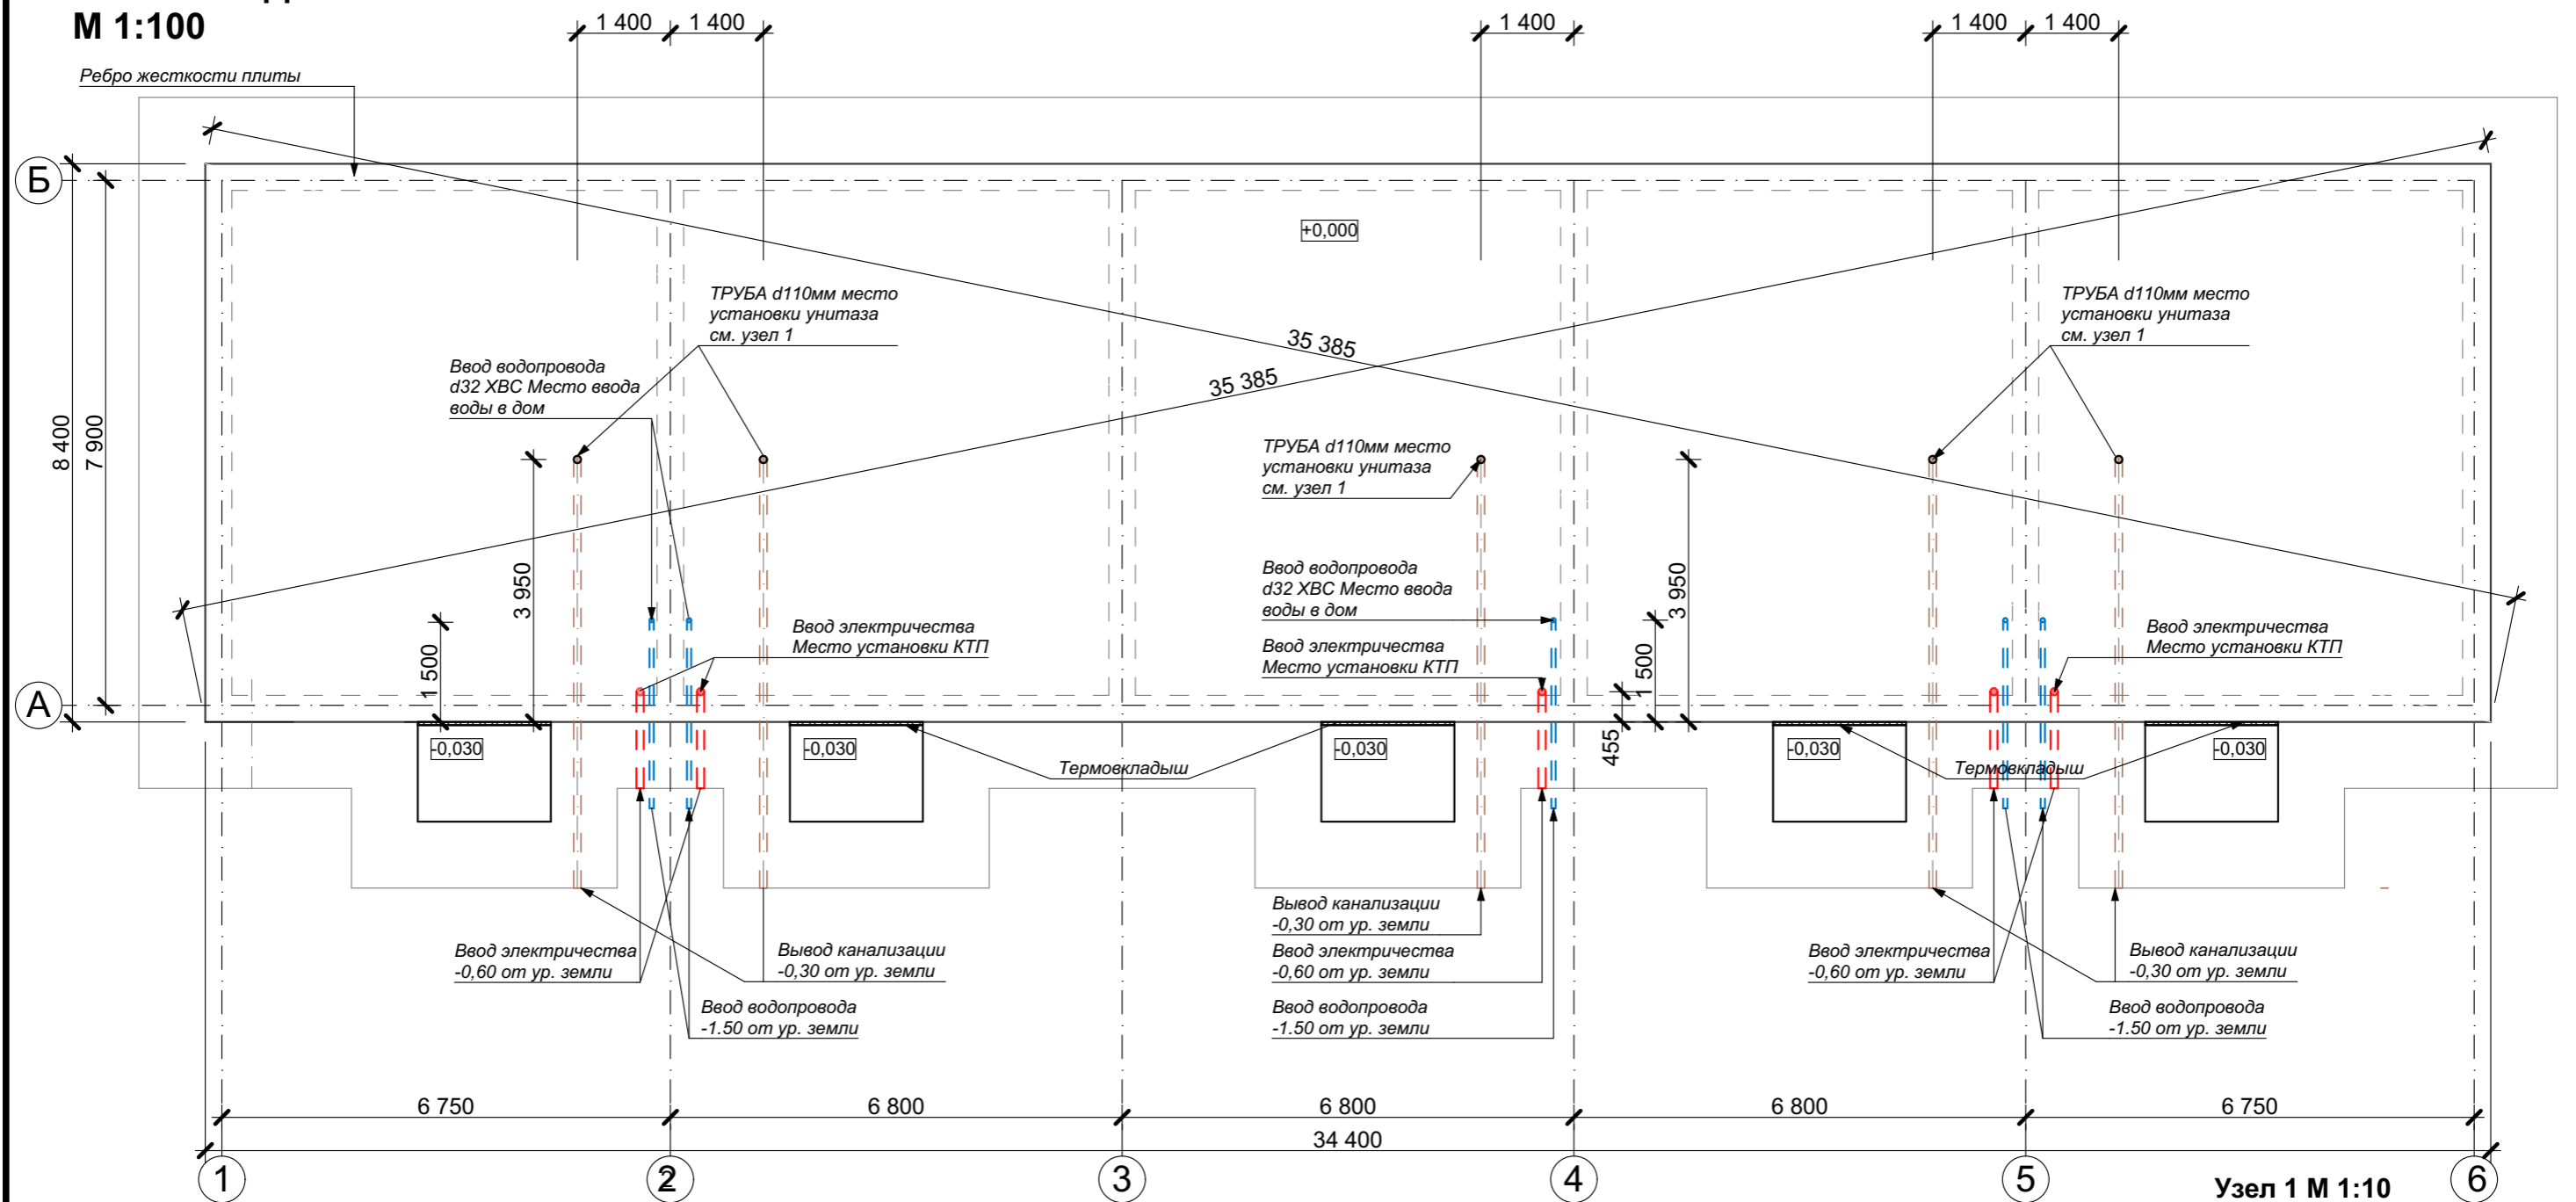 М 1:100
1 400
1 400
1 400
1 400
1 400
Ребро жесткости плиты
Б
+0,000
ТРУБА d110мм место
установки унитаза
см. узел 1
ТРУБА d110мм место
установки унитаза
см. узел 1
35 385
35 385
Ввод водопровода
d32 ХВС Место ввода
воды в дом
8 400
7 900
ТРУБА d110мм место
установки унитаза
см. узел 1
3 950
3 950
Ввод водопровода
d32 ХВС Место ввода
воды в дом
Ввод электричества
Место установки КТП
Ввод электричества
Место установки КТП
Ввод электричества
Место установки КТП
1 500
1 500
455
А
-0,030
-0,030
-0,030
-0,030
-0,030
Термовкладыш
Термовкладыш
Вывод канализации
-0,30 от ур. земли
Ввод электричества
-0,60 от ур. земли
Вывод канализации
-0,30 от ур. земли
Ввод электричества
-0,60 от ур. земли
Ввод электричества
-0,60 от ур. земли
Вывод канализации
-0,30 от ур. земли
Ввод водопровода
-1.50 от ур. земли
Ввод водопровода
-1.50 от ур. земли
Ввод водопровода
-1.50 от ур. земли
6 750
6 800
6 800
6 800
6 750
34 400
1
2
3
4
5
6
Узел 1 М 1:10